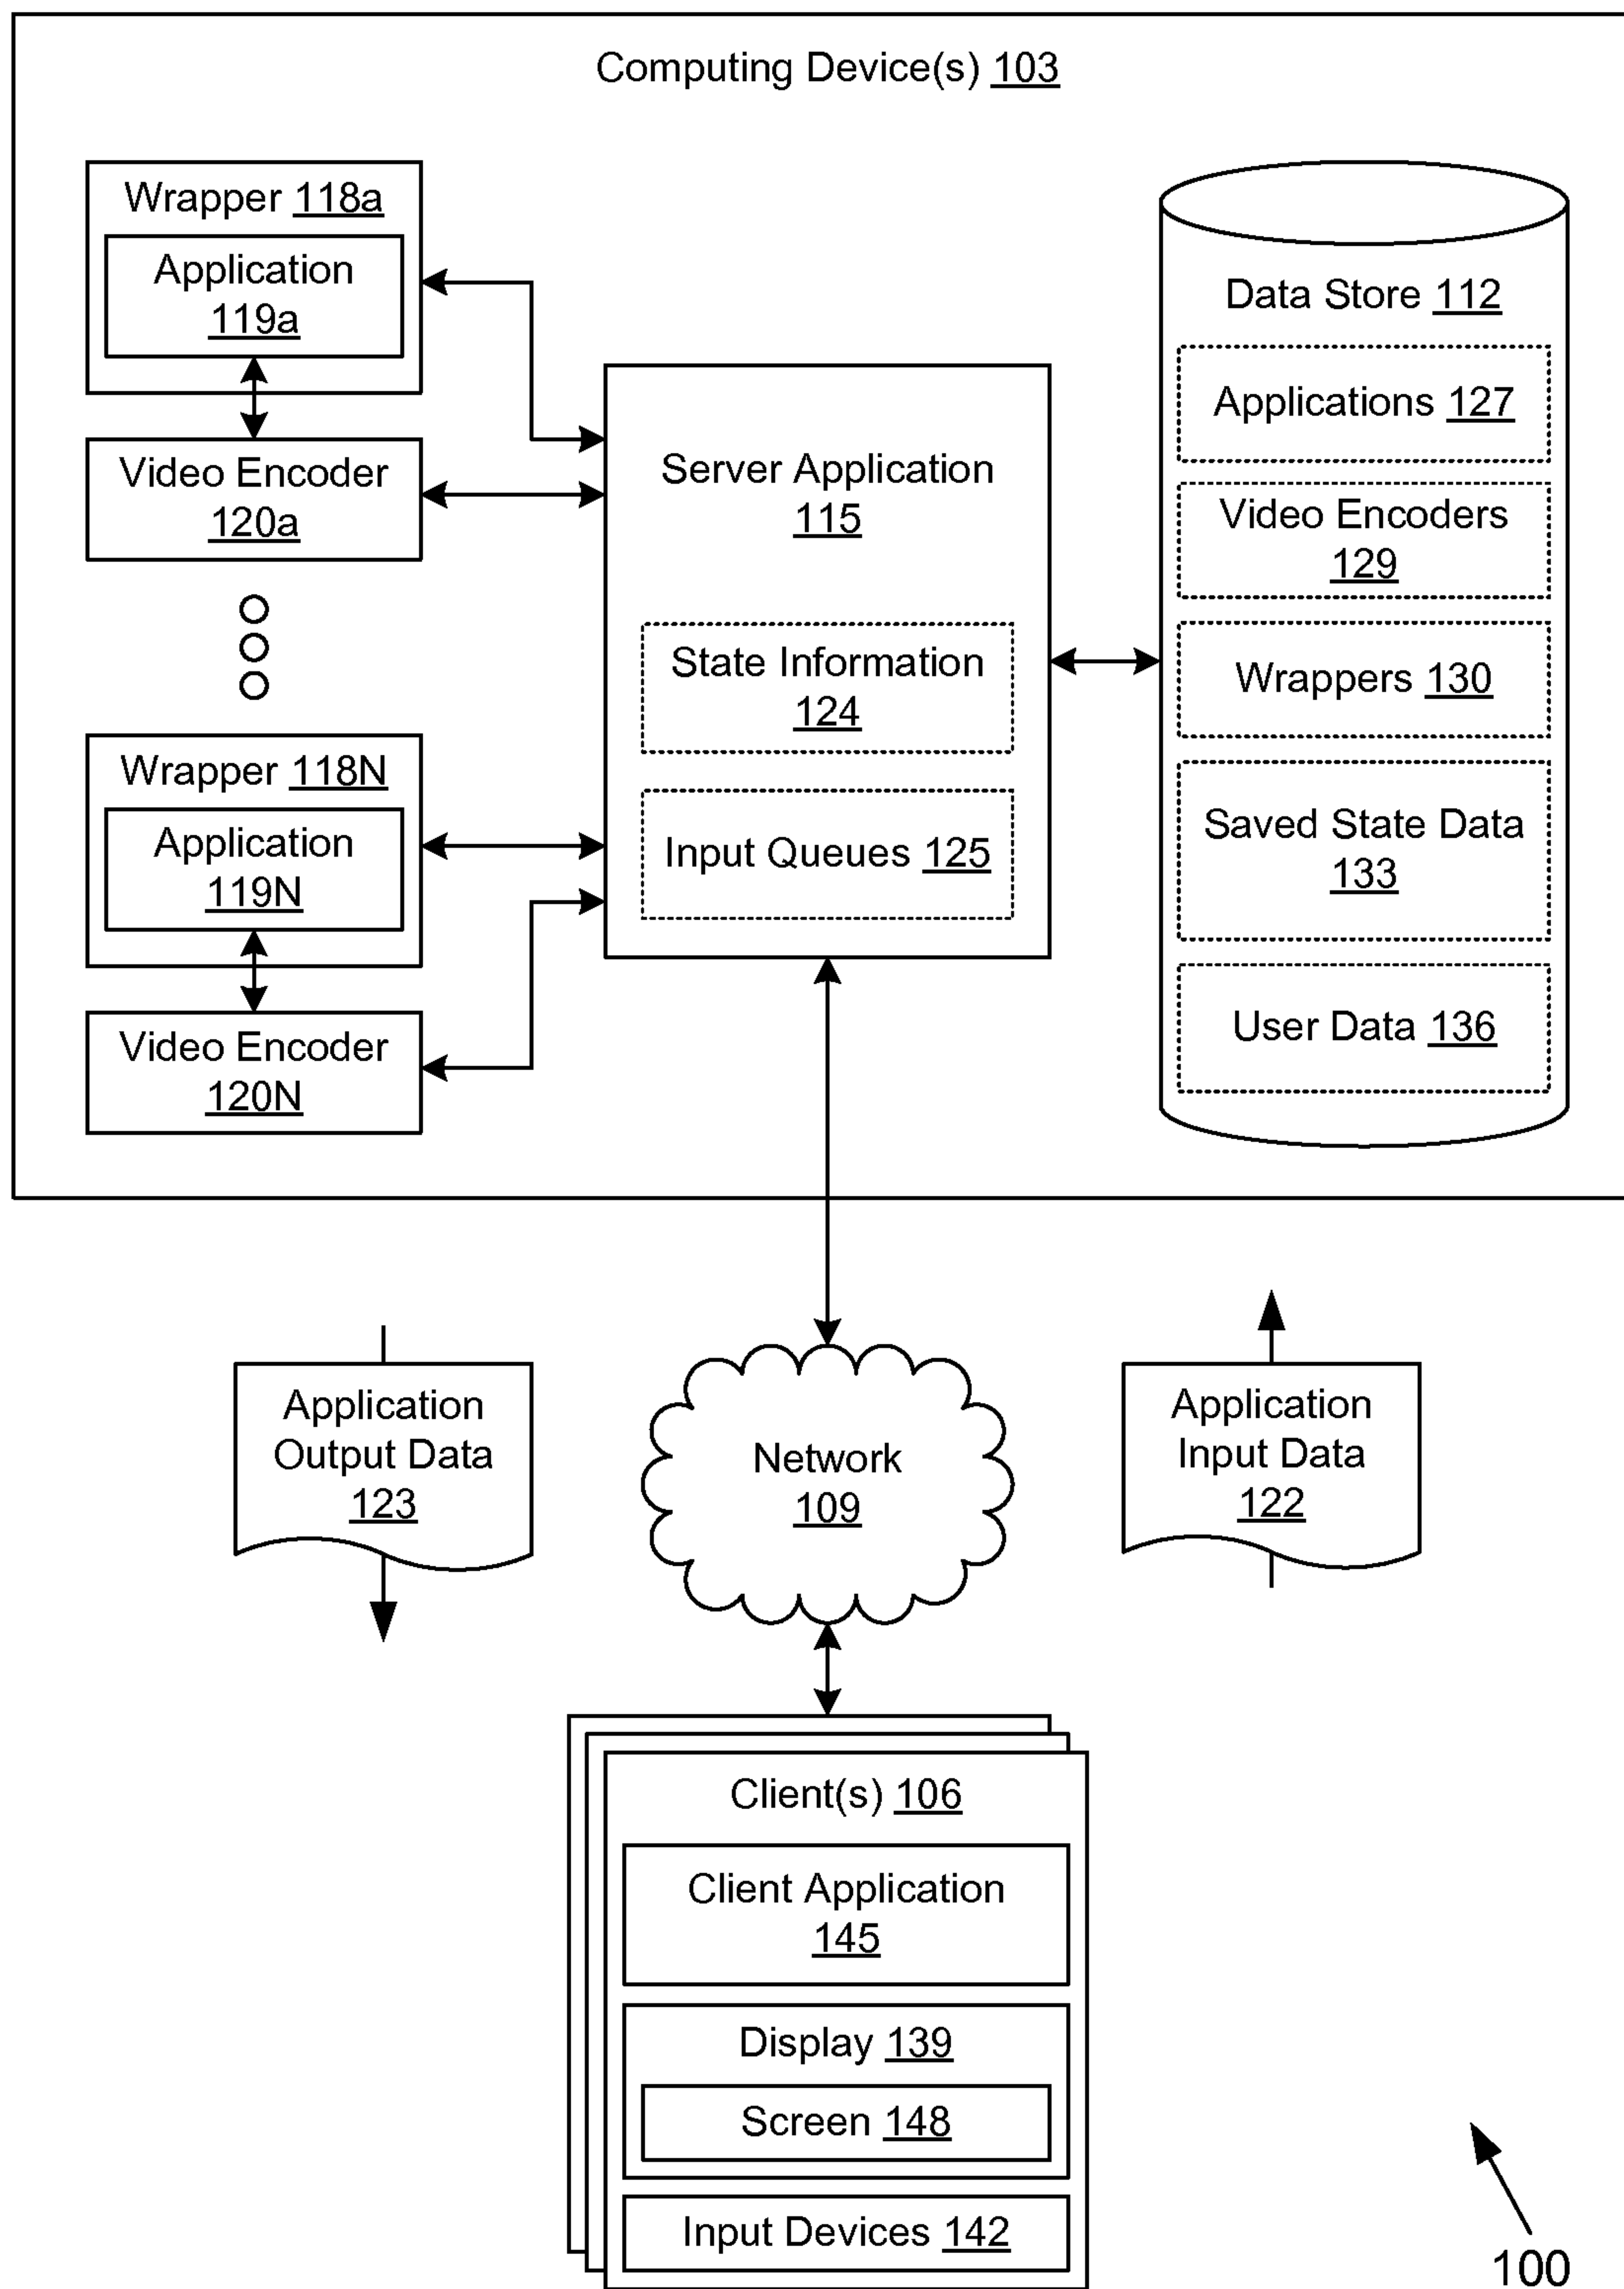 Computing Device(s) 103
Wrapper 118a
Application
119a
Video Encoder
120a
Wrapper 118N
Application
119N
Video Encoder
120N
Server Application
115
State Information
124
Input Queues 125
Data Store 112
Applications 127
Video Encoders
129
Wrappers 130
Saved State Data
133
User Data 136
Application
Output Data
123
Network
109
Application
Input Data
122
Client(s) 106
Client Application
145
Display 139
Screen 148
Input Devices 142
100